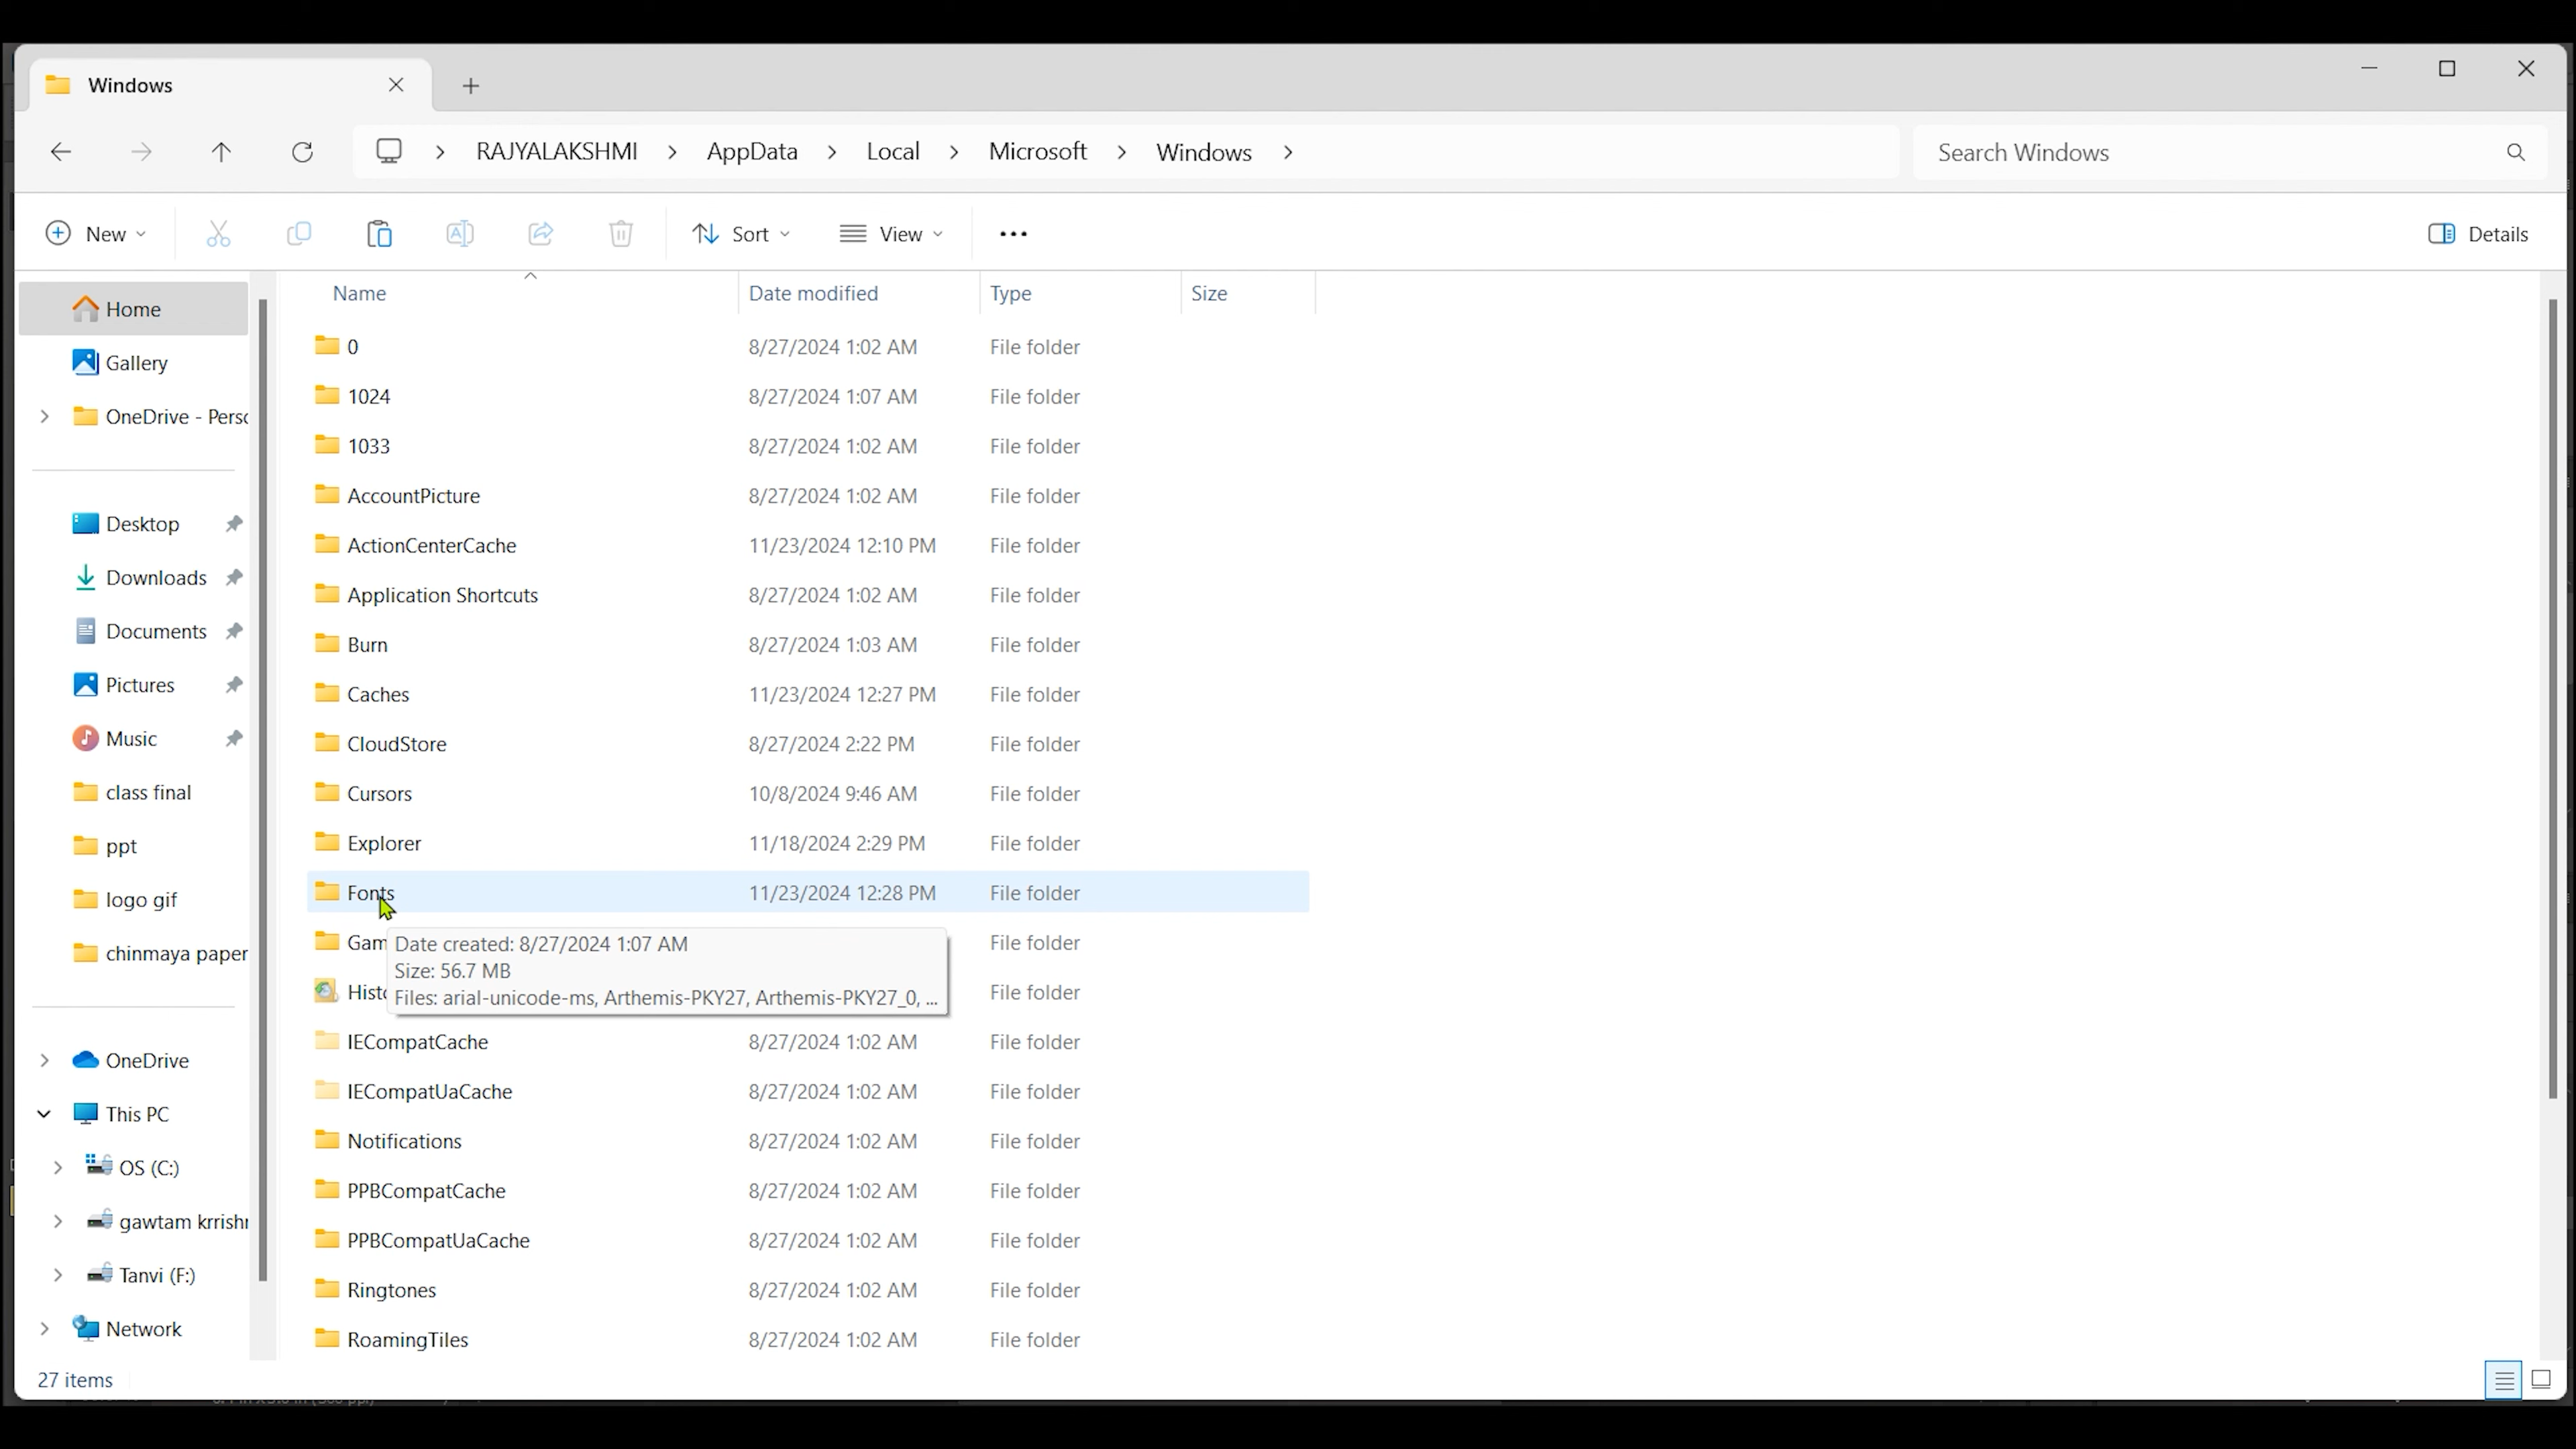 Windows
RAJYALAKSHMI > AppData > Local > Microsoft > Windows >
Search Windows
New
Sort
View
Details
Name Date modified Type Size
Home
Gallery
OneDrive - Perso
Desktop
Downloads
Documents
Pictures
Music
class final
ppt
logo gif
chinmaya paper
OneDrive
This PC
OS (C:)
gawtam krrishn
Tanvi (F:)
Network
0 8/27/2024 1:02 AM File folder
1024 8/27/2024 1:07 AM File folder
1033 8/27/2024 1:02 AM File folder
AccountPicture 8/27/2024 1:02 AM File folder
ActionCenterCache 11/23/2024 12:10 PM File folder
Application Shortcuts 8/27/2024 1:02 AM File folder
Burn 8/27/2024 1:03 AM File folder
Caches 11/23/2024 12:27 PM File folder
CloudStore 8/27/2024 2:22 PM File folder
Cursors 10/8/2024 9:46 AM File folder
Explorer 11/18/2024 2:29 PM File folder
Fonts 11/23/2024 12:28 PM File folder
Gam File folder
Histo File folder
Date created: 8/27/2024 1:07 AM
Size: 56.7 MB
Files: arial-unicode-ms, Arthemis-PKY27, Arthemis-PKY27_0, ...
IECompatCache 8/27/2024 1:02 AM File folder
IECompatUaCache 8/27/2024 1:02 AM File folder
Notifications 8/27/2024 1:02 AM File folder
PPBCompatCache 8/27/2024 1:02 AM File folder
PPBCompatUaCache 8/27/2024 1:02 AM File folder
Ringtones 8/27/2024 1:02 AM File folder
RoamingTiles 8/27/2024 1:02 AM File folder
27 items